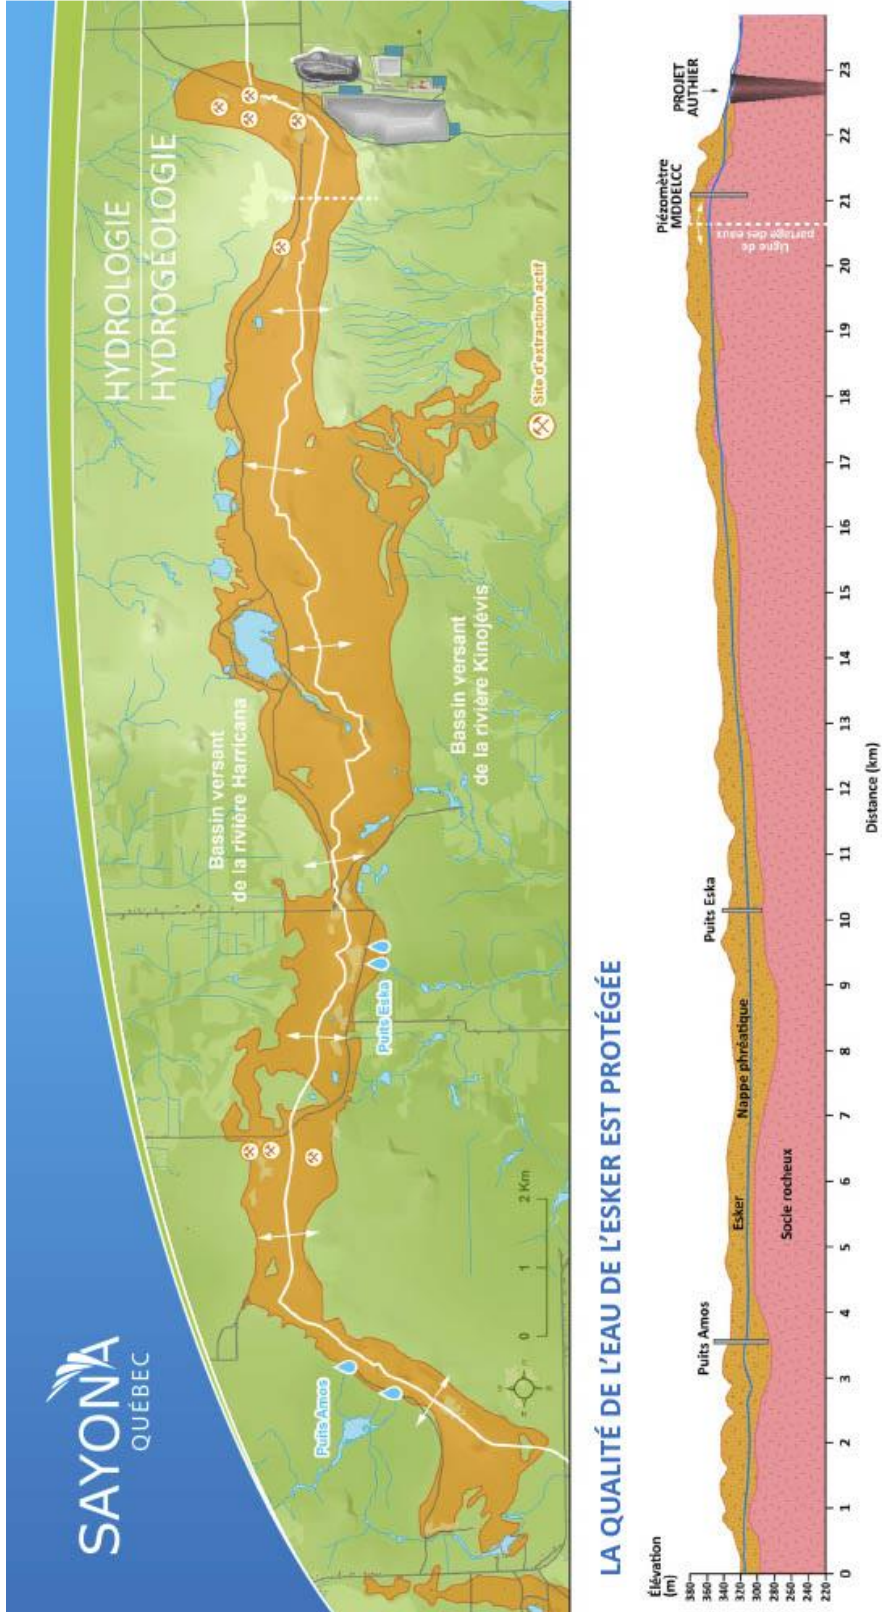 SAYONA
QUÉBEC
HYDROLOGIE
HYDROGÉOLOGIE
Bassin versant
de la rivière Harricana
Bassin versant
de la rivière Kinojévis
Puits Amos
Puits Eska
Site d'extraction actif
0 1 2 Km
LA QUALITÉ DE L'EAU DE L'ESKER EST PROTÉGÉE
Élévation
(m)
380
360
340
320
300
280
260
240
220
Puits Amos
Puits Eska
Piézomètre
MDDELCC
PROJET
AUTHIER
Esker
Nappe phréatique
Socle rocheux
Ligne de
partage des eaux
0 1 2 3 4 5 6 7 8 9 10 11 12 13 14 15 16 17 18 19 20 21 22 23
Distance (km)